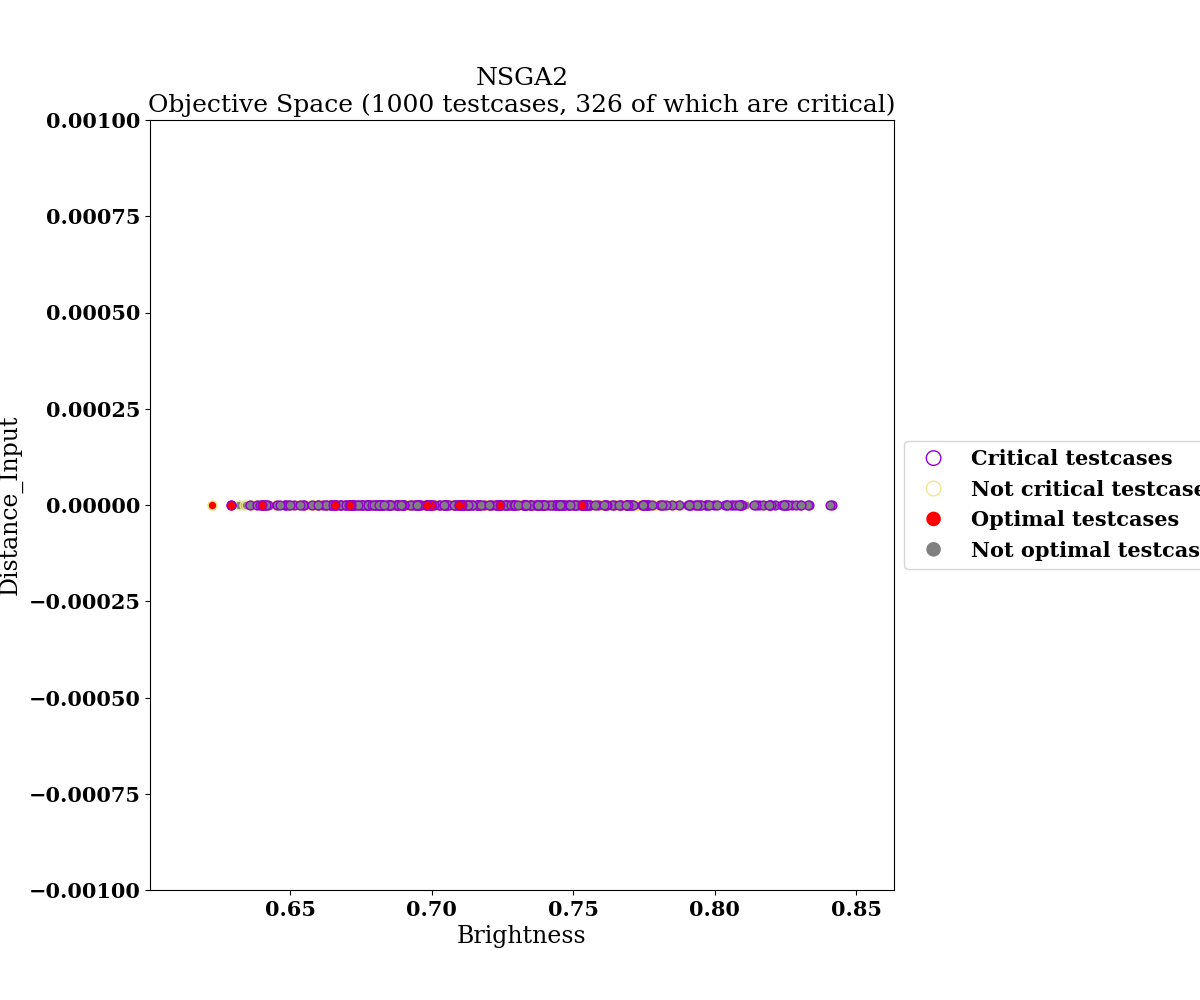 NSGA2
Objective Space (1000 testcases, 326 of which are critical)
0.00100
0.00075
0.00050
0.00025
0.00000
−0.00025
−0.00050
−0.00075
−0.00100
Distance_Input
0.65 0.70 0.75 0.80 0.85
Brightness
Critical testcases
Not critical testcase
Optimal testcases
Not optimal testcas